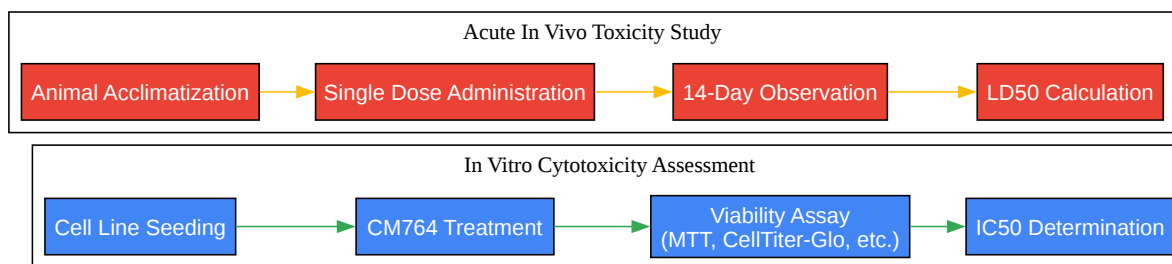 Acute In Vivo Toxicity Study
Animal Acclimatization
Single Dose Administration
14-Day Observation
LD50 Calculation
In Vitro Cytotoxicity Assessment
Cell Line Seeding
CM764 Treatment
Viability Assay
(MTT, CellTiter-Glo, etc.)
IC50 Determination